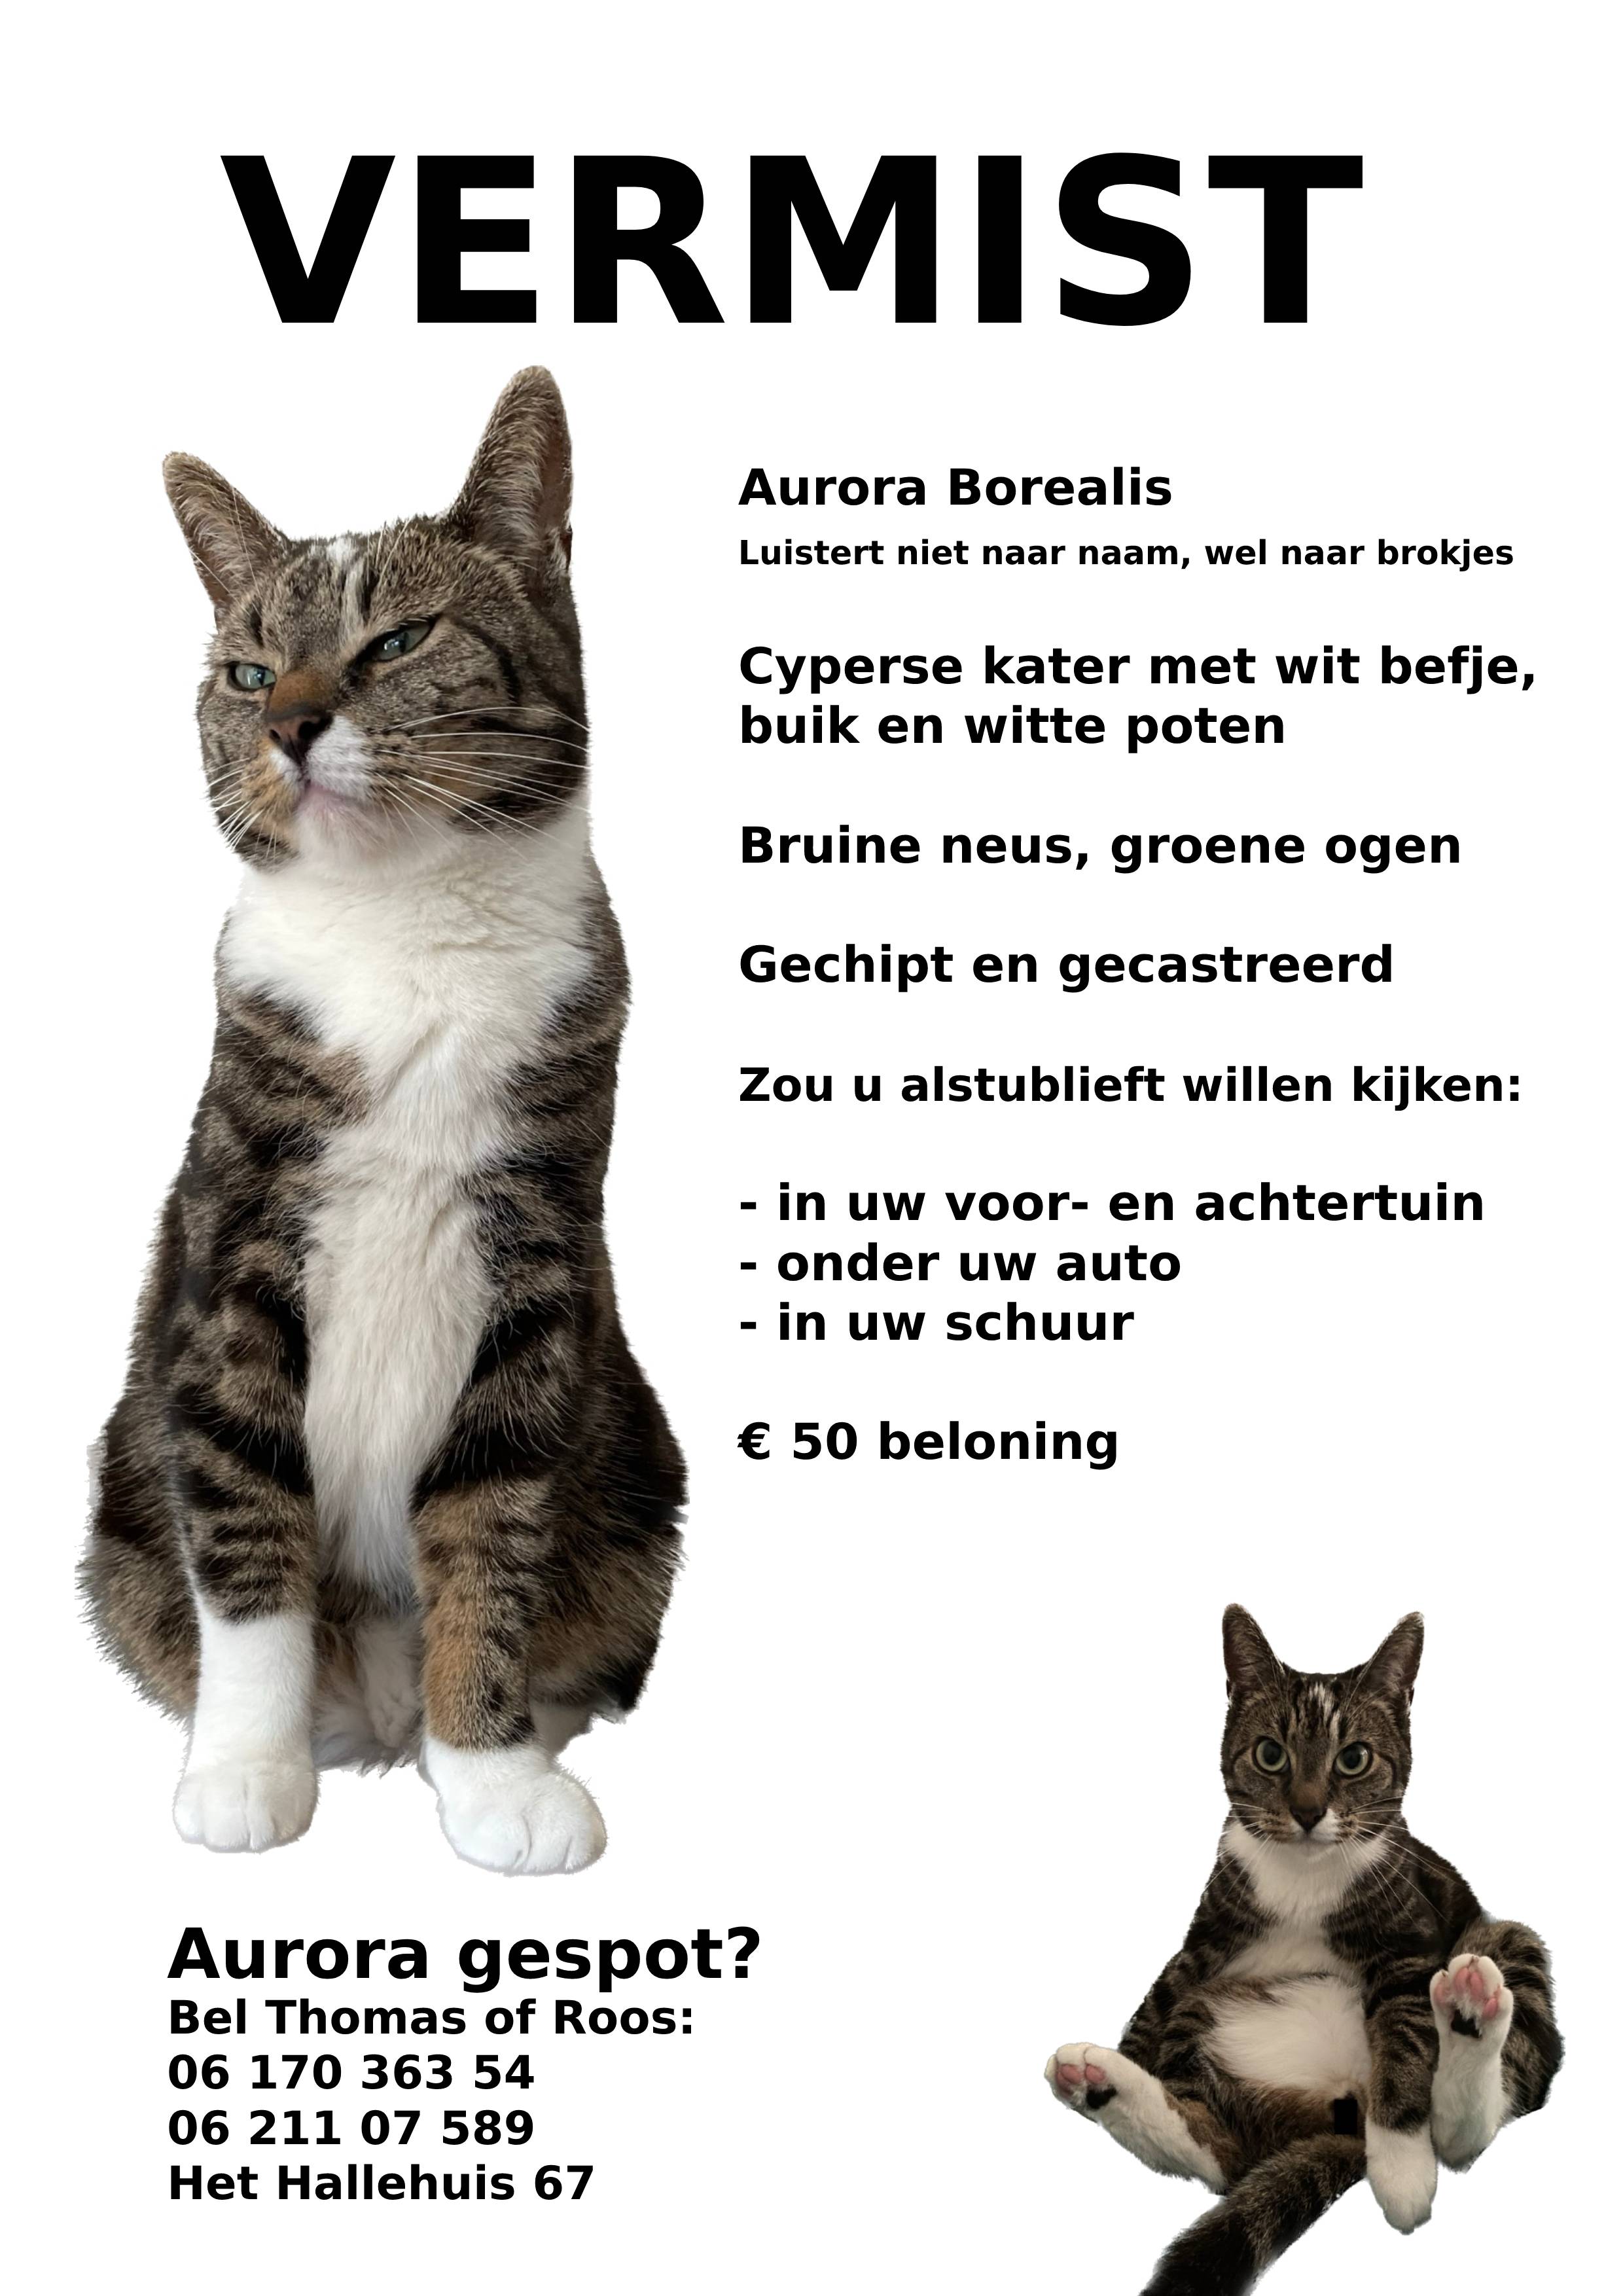 VERMIST
Aurora Borealis
Luistert niet naar naam, wel naar brokjes
Cyperse kater met wit befje,
buik en witte poten
Bruine neus, groene ogen
Gechipt en gecastreerd
Zou u alstublieft willen kijken:
- in uw voor- en achtertuin
- onder uw auto
- in uw schuur
€ 50 beloning
Aurora gespot?
Bel Thomas of Roos:
06 170 363 54
06 211 07 589
Het Hallehuis 67